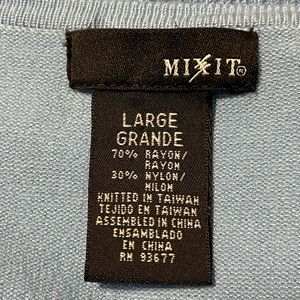 MIXIT®
LARGE
GRANDE
70% RAYON/
RAYON
30% NYLON/
NILON
KNITTED IN TAIWAN
TEJIDO EN TAIWAN
ASSEMBLED IN CHINA
ENSAMBLADO
EN CHINA
RN 93677